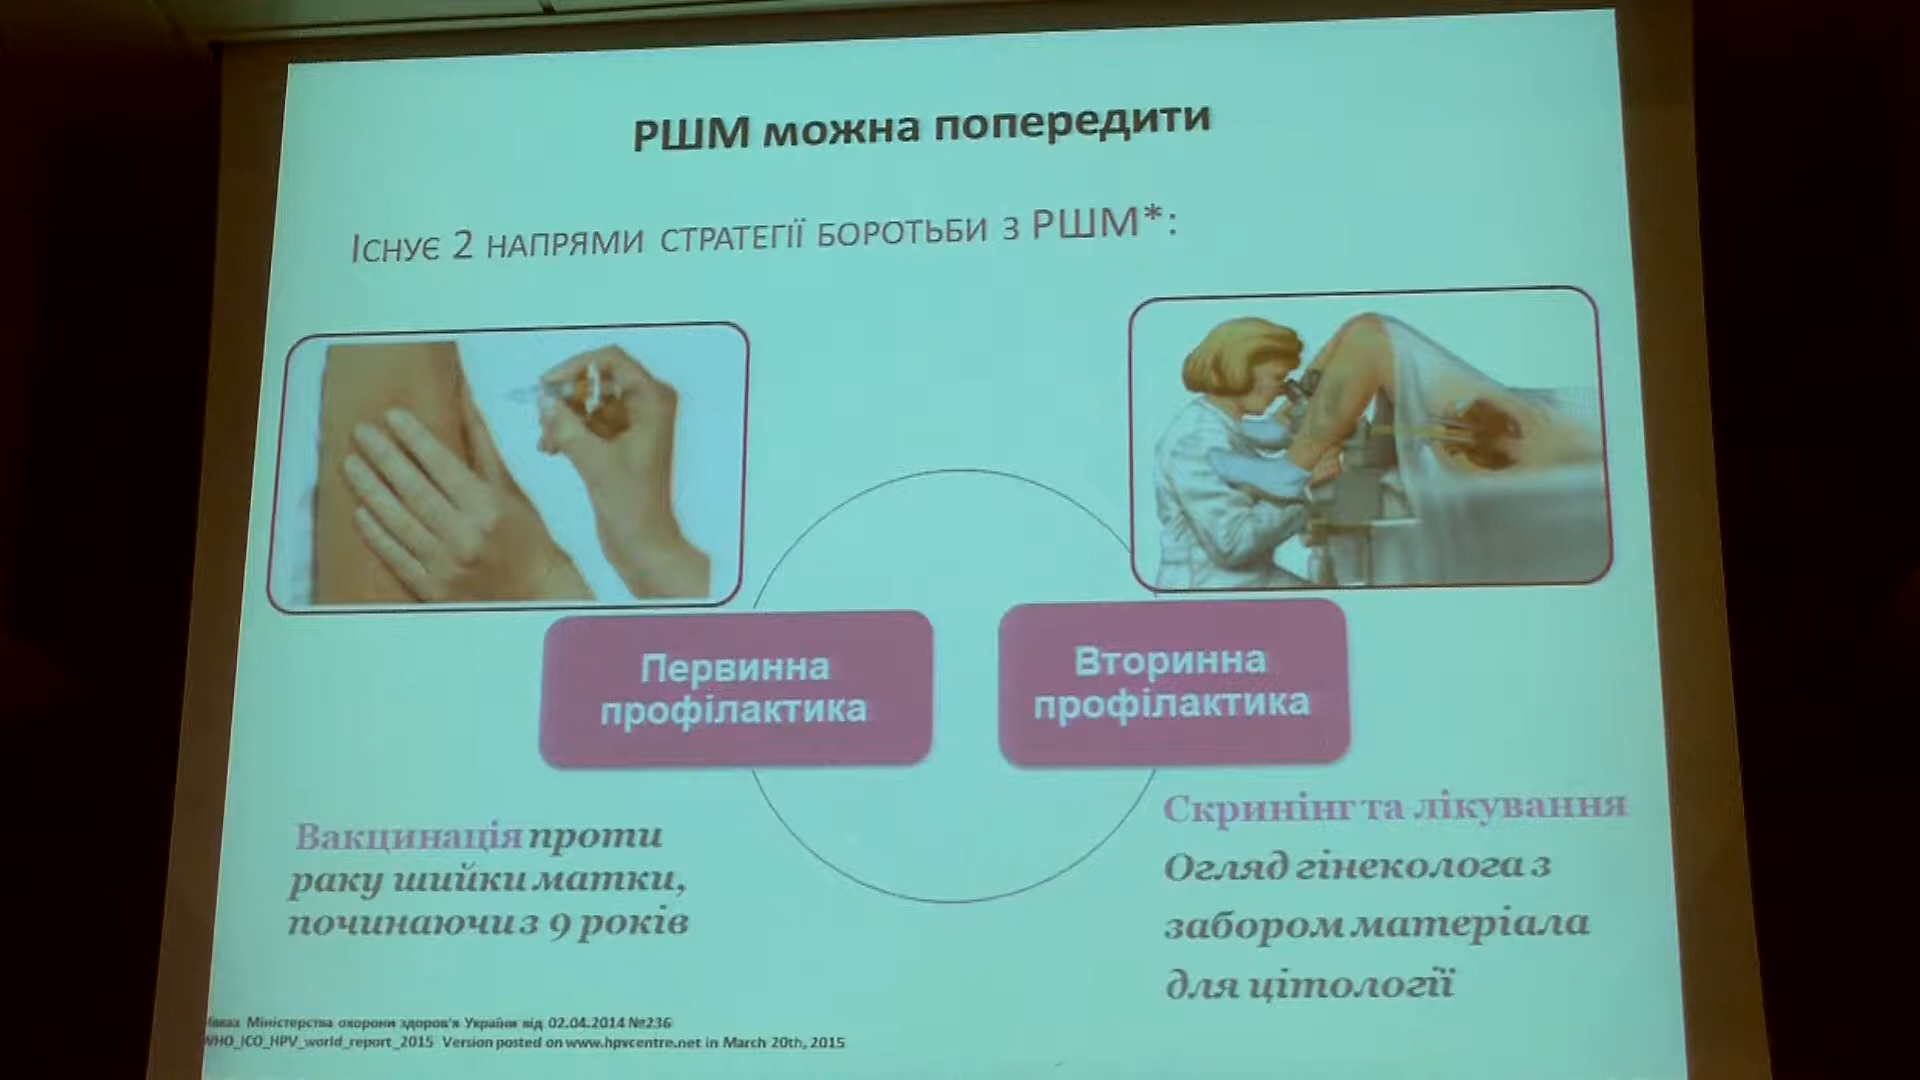 РШМ можна попередити
Існує 2 напрями стратегії боротьби з РШМ*:
Первинна
профілактика
Вторинна
профілактика
Вакцинація проти
раку шийки матки,
починаючи з 9 років
Скринінг та лікування
Огляд гінеколога з
забором матеріала
для цітології
Наказ Міністерства охорони здоров'я України від 02.04.2014 №236
WHO_ICO_HPV_world_report_2015 Version posted on www.hpvcentre.net in March 20th, 2015